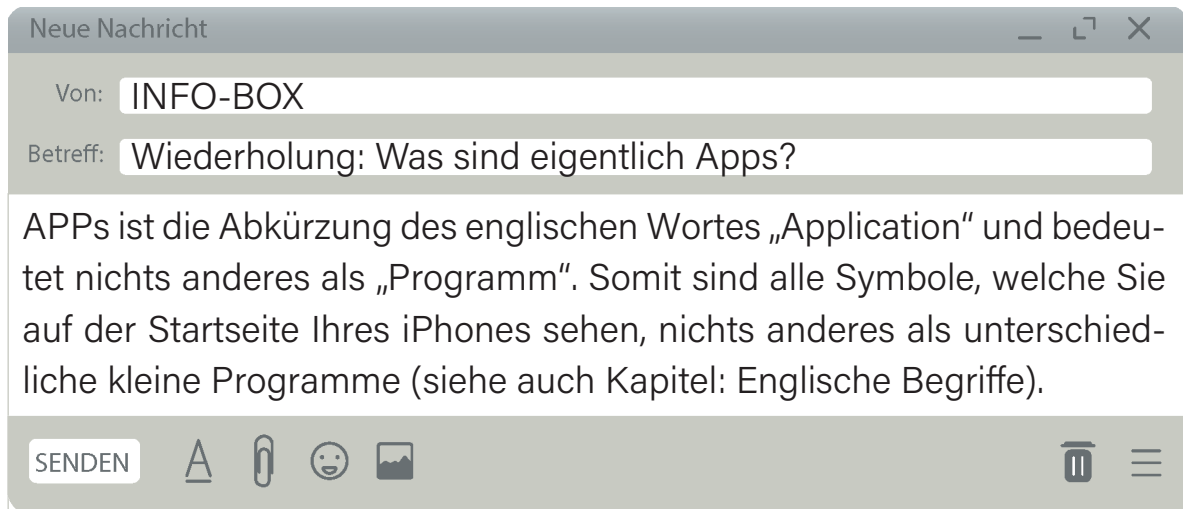 Neue Nachricht
Von: INFO-BOX
Betreff: Wiederholung: Was sind eigentlich Apps?
APPs ist die Abkürzung des englischen Wortes „Application“ und bedeu-
tet nichts anderes als „Programm“. Somit sind alle Symbole, welche Sie
auf der Startseite Ihres iPhones sehen, nichts anderes als unterschied-
liche kleine Programme (siehe auch Kapitel: Englische Begriffe).
SENDEN A